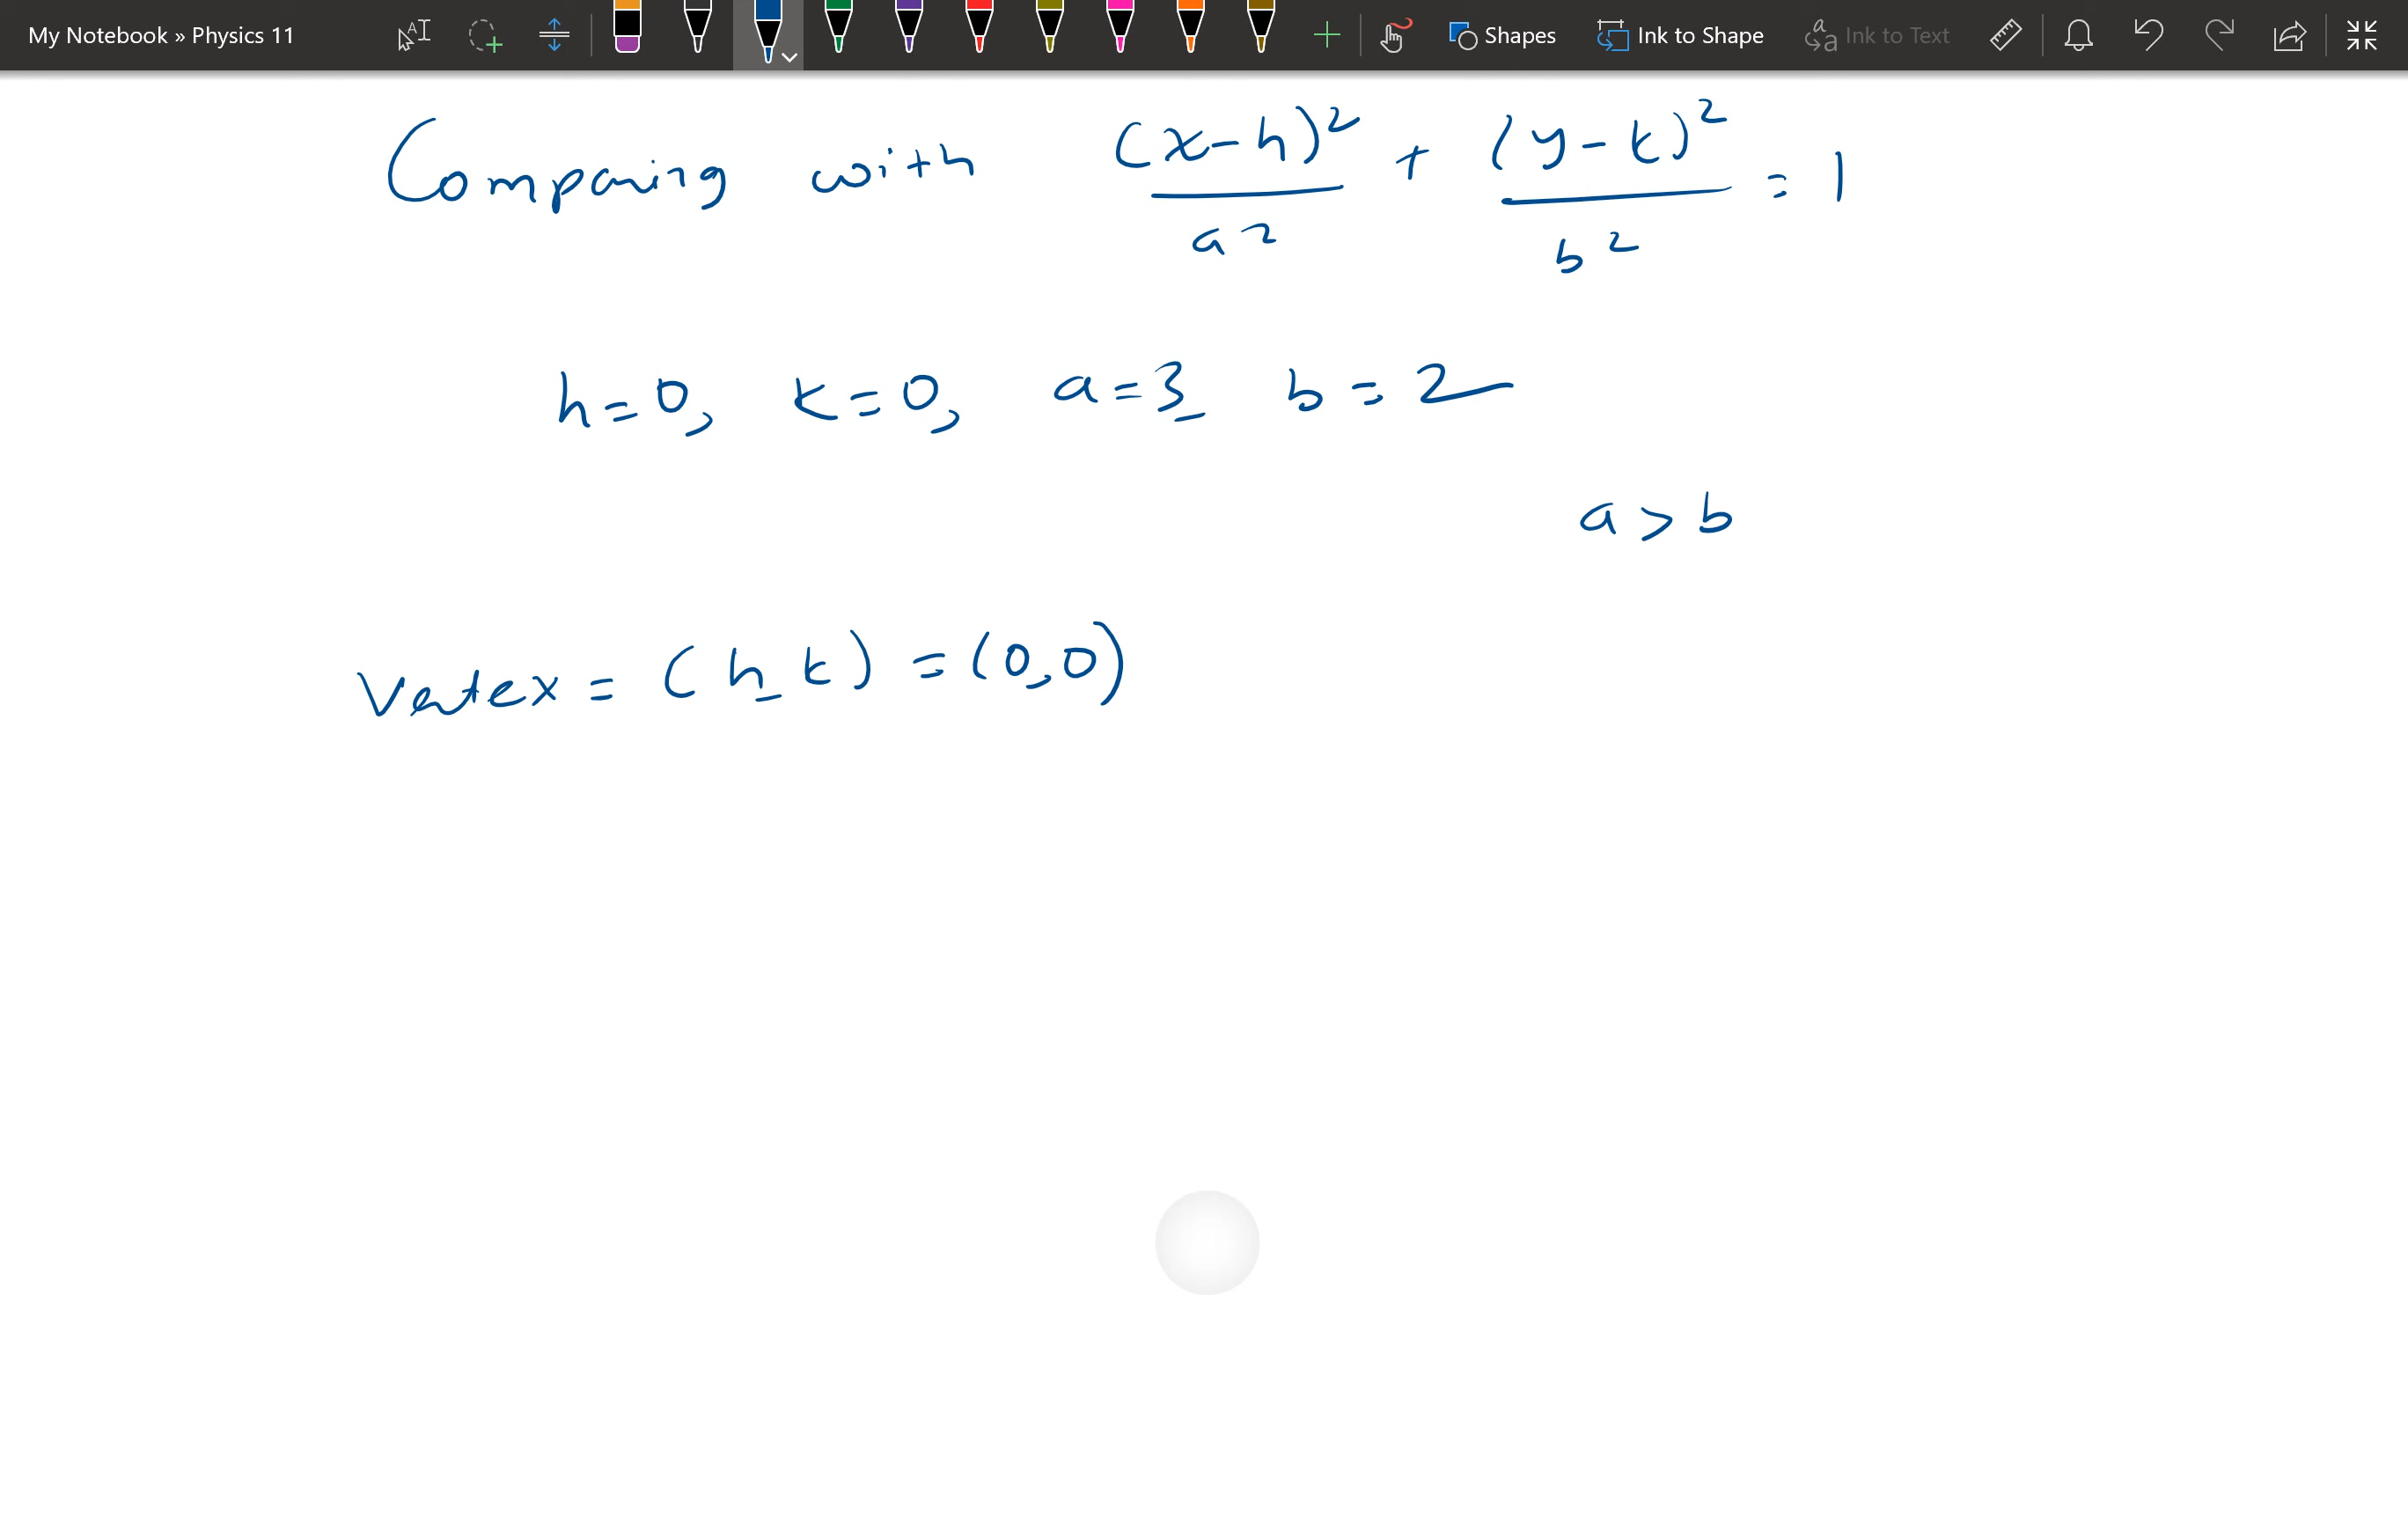 My Notebook » Physics 11 Shapes Ink to Shape Ink to Text
Comparing with (x-h)²/a² + (y-k)²/b² = 1
h=0, k=0, a=3 b=2
a > b
Vertex = (h, k) = (0,0)